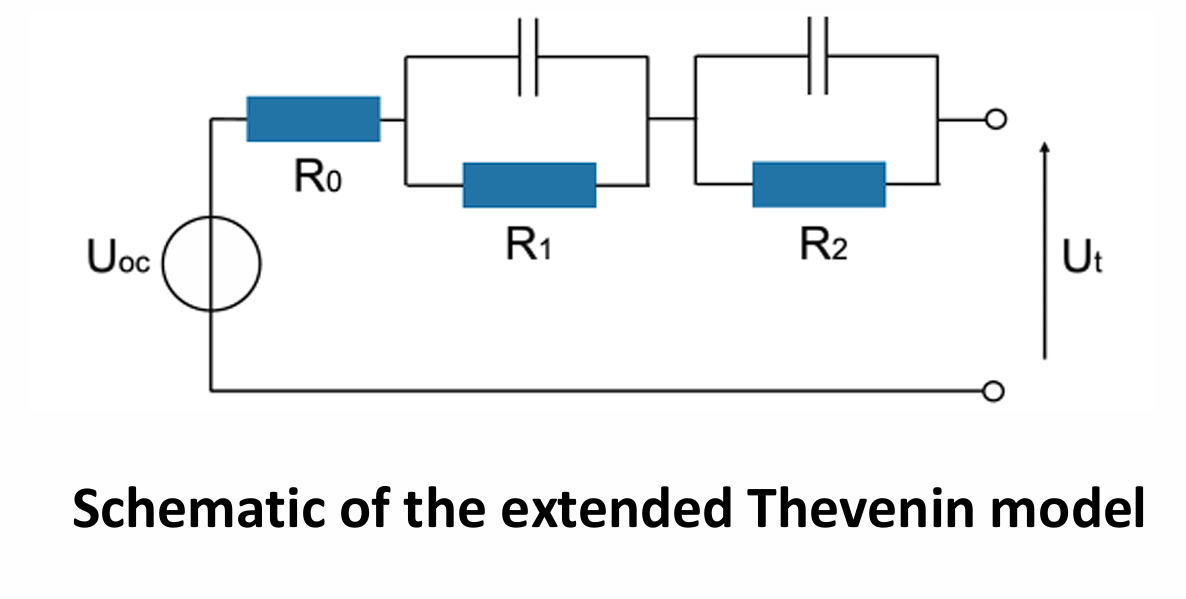 R0
R1
R2
Uoc
Ut
Schematic of the extended Thevenin model